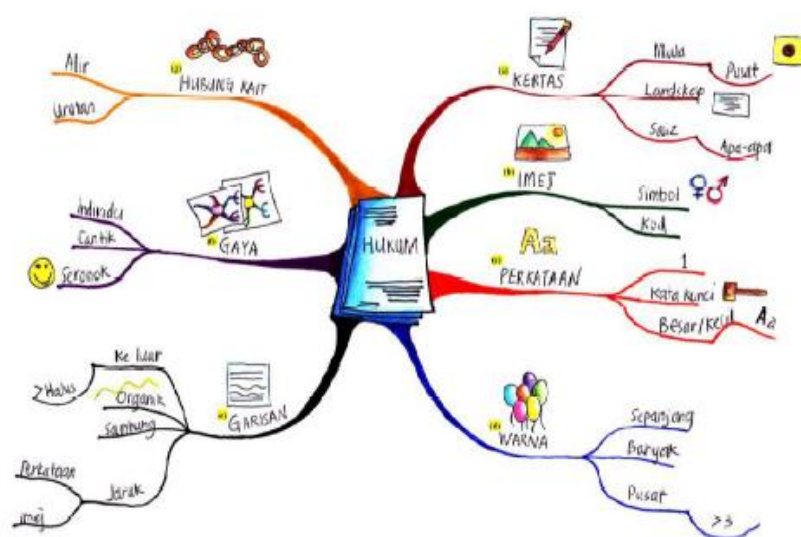 HUKUM
KERTAS
Mula
Pusat
Landskap
Saiz
Apa-apa
IMEJ
Simbol
Kod
Aa
PERKATAAN
1
Kata kunci
Besar/kecil
Aa
WARNA
Sepanjang
Banyak
Pusat
>3
GARISAN
Ke luar
>Halus
Organik
Sambung
Jarak
Perkataan
imej
GAYA
individu
Cantik
Seronok
HUBUNG KAIT
Alir
Urutan